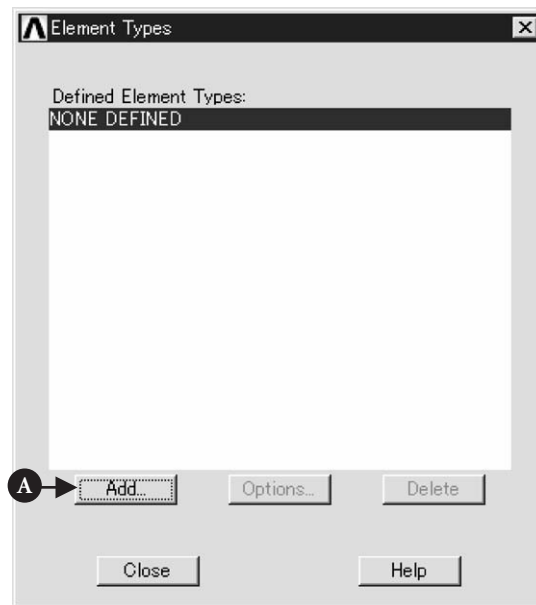 Element Types
Defined Element Types:
NONE DEFINED
A
Add... Options... Delete
Close Help